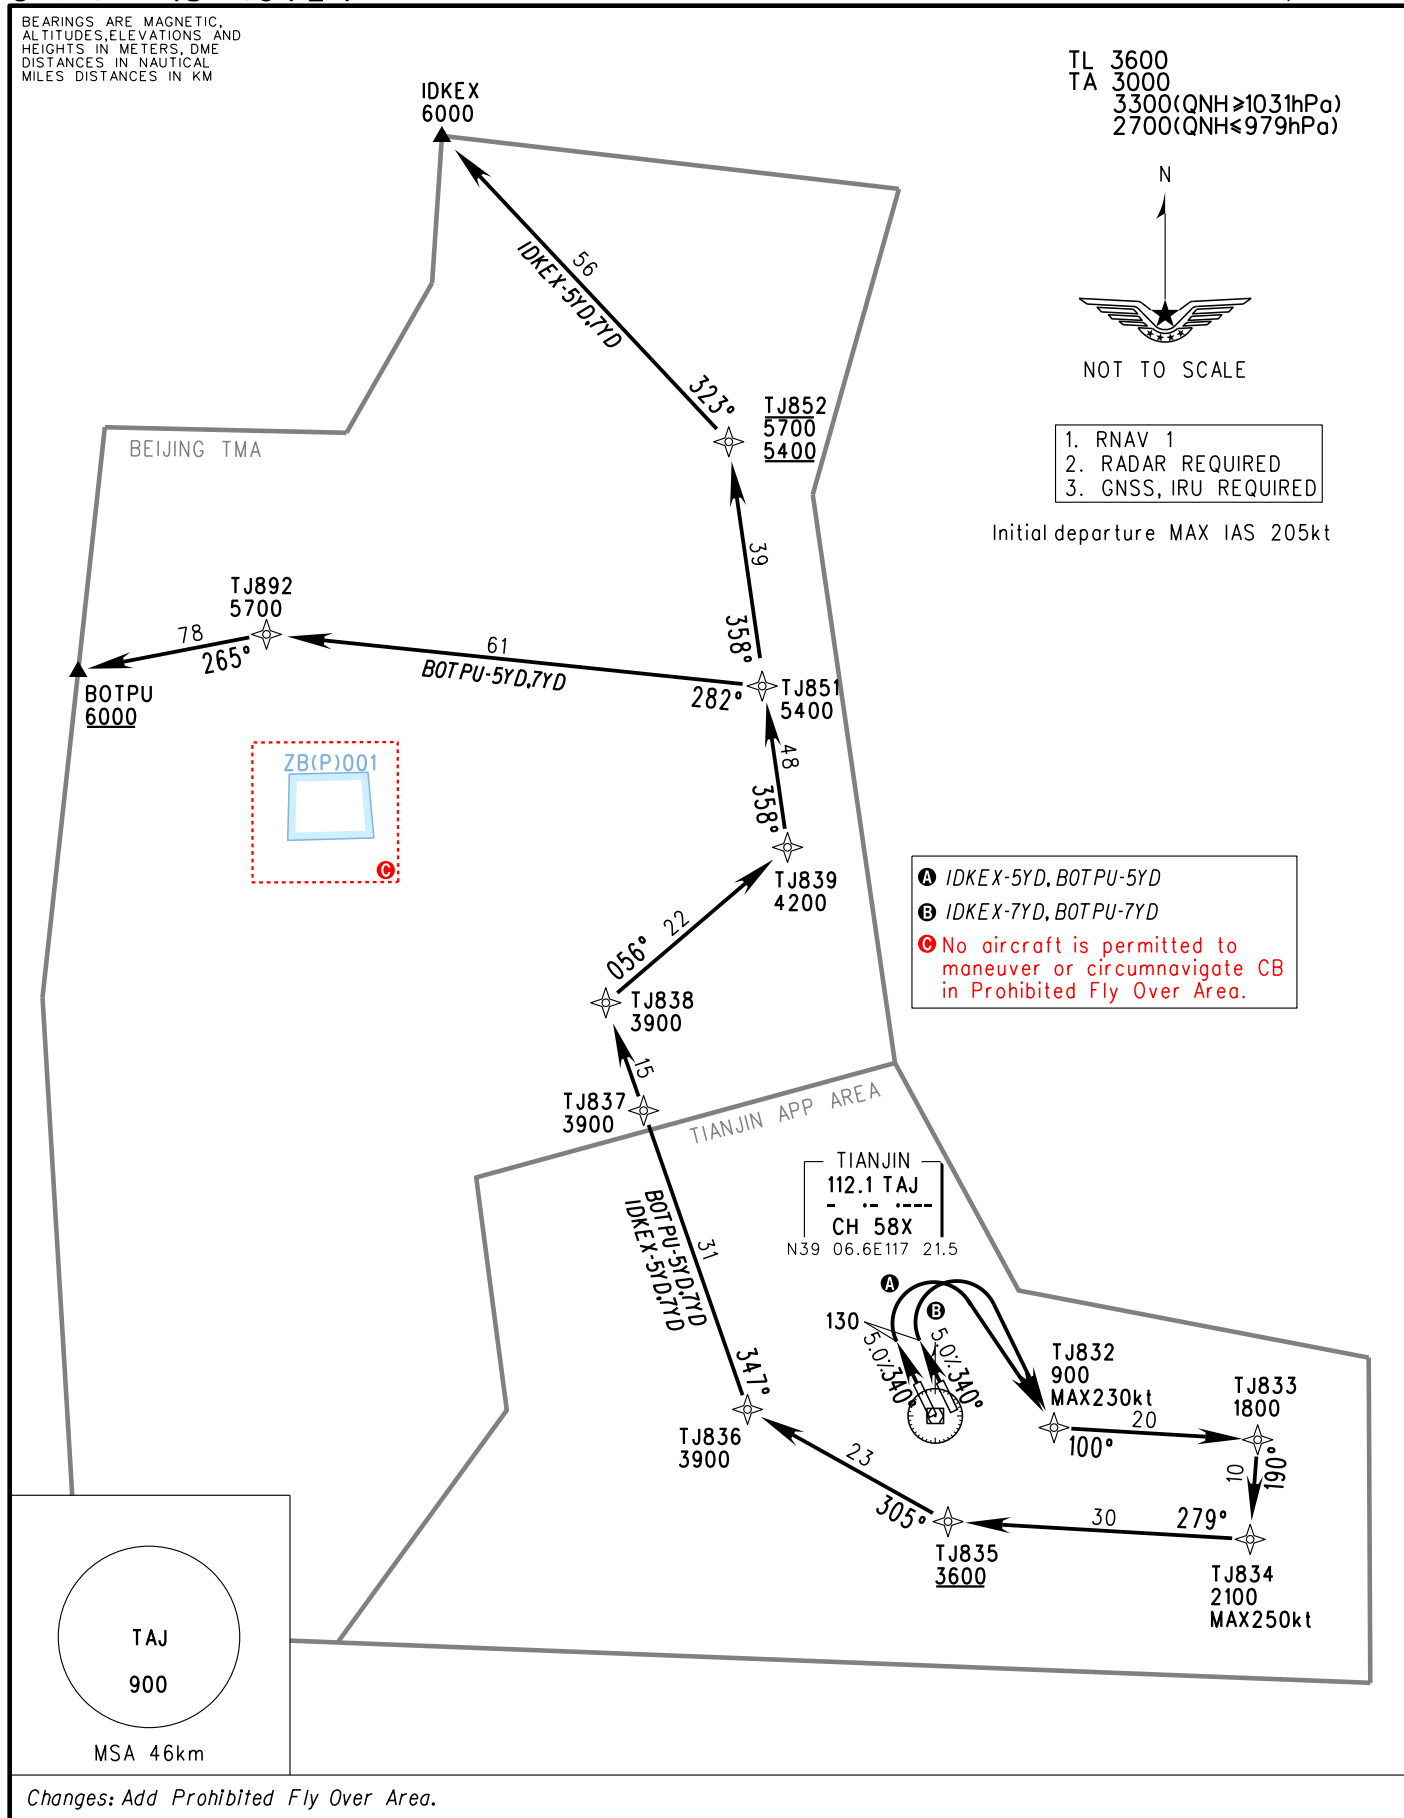 BEARINGS ARE MAGNETIC,
ALTITUDES,ELEVATIONS AND
HEIGHTS IN METERS, DME
DISTANCES IN NAUTICAL
MILES DISTANCES IN KM
TL 3600
TA 3000
3300(QNH≥1031hPa)
2700(QNH≤979hPa)
N
NOT TO SCALE
1. RNAV 1
2. RADAR REQUIRED
3. GNSS, IRU REQUIRED
Initial departure MAX IAS 205kt
IDKEX
6000
56
IDKEX-5YD,7YD
323°
TJ852
5700
5400
BEIJING TMA
39
358°
TJ892
5700
78
265°
61
BOTPU-5YD,7YD
282°
BOTPU
6000
TJ851
5400
48
358°
ZB(P)001
C
TJ839
4200
22
056°
TJ838
3900
15
TJ837
3900
A IDKEX-5YD, BOTPU-5YD
B IDKEX-7YD, BOTPU-7YD
C No aircraft is permitted to
maneuver or circumnavigate CB
in Prohibited Fly Over Area.
TIANJIN APP AREA
TIANJIN
112.1 TAJ
- ·- ·---
CH 58X
N39 06.6E117 21.5
BOTPU-5YD,7YD
IDKEX-5YD,7YD
31
347°
A
B
130
5.0%
340°
5.0%
340°
TJ832
900
MAX230kt
20
100°
TJ833
1800
10
190°
TJ836
3900
23
305°
TJ835
3600
30
279°
TJ834
2100
MAX250kt
TAJ
900
MSA 46km
Changes: Add Prohibited Fly Over Area.